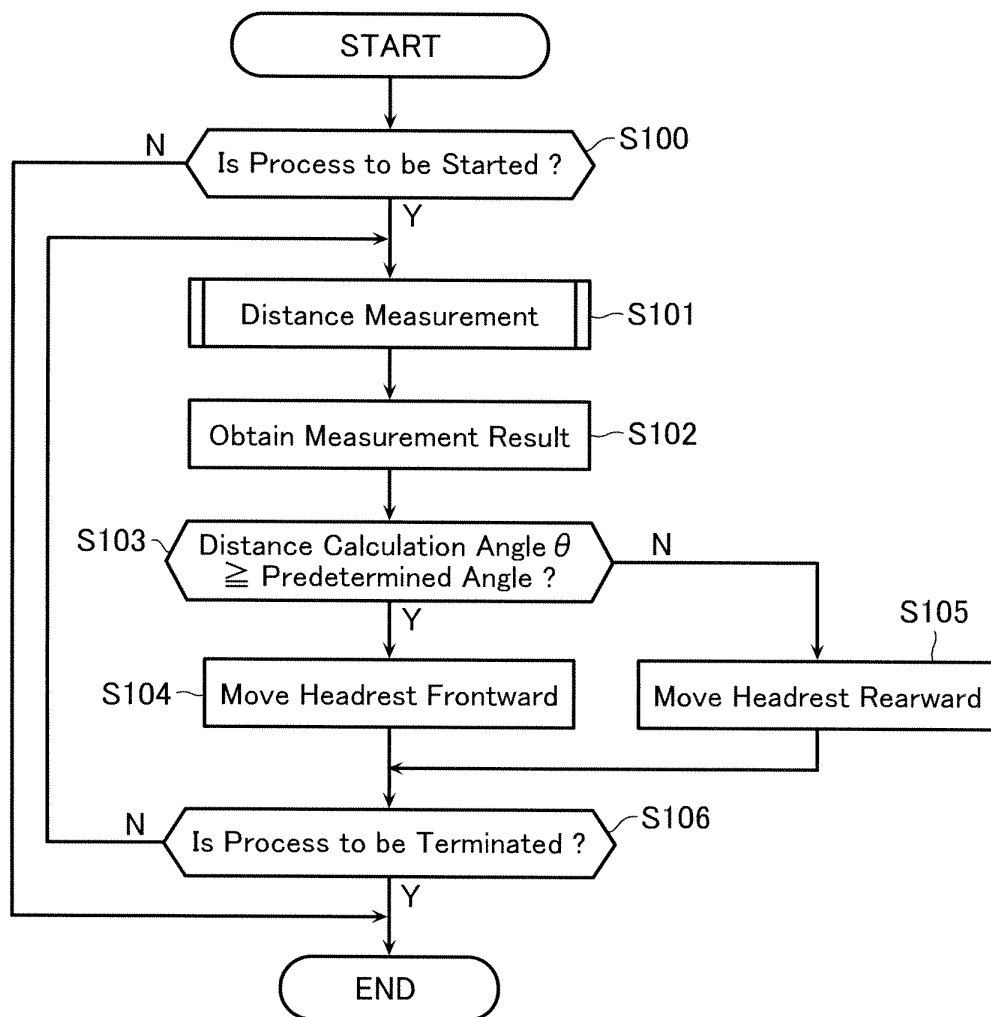 START
N
Is Process to be Started ?
S100
Y
Distance Measurement
S101
Obtain Measurement Result
S102
S103
Distance Calculation Angle θ
≧ Predetermined Angle ?
N
Y
S105
S104
Move Headrest Frontward
Move Headrest Rearward
N
Is Process to be Terminated ?
S106
Y
END